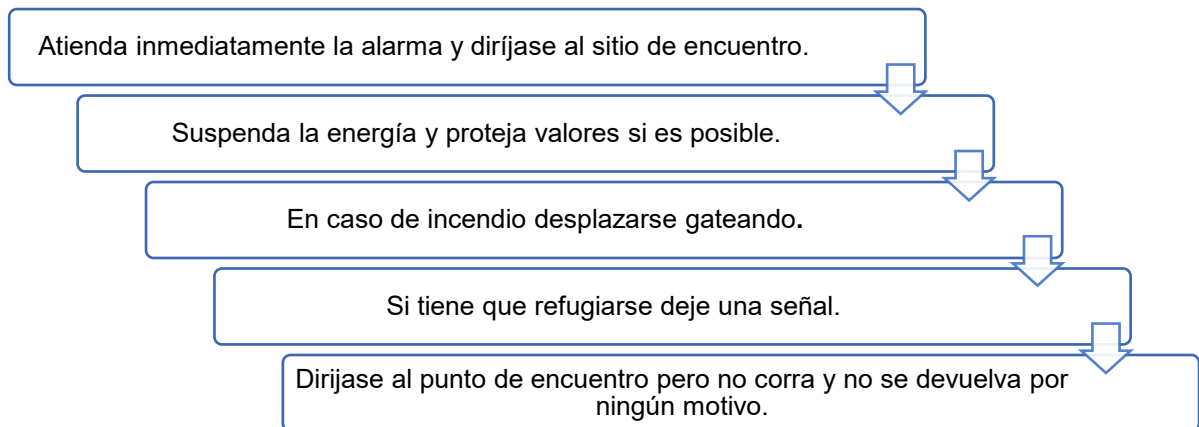 Atienda inmediatamente la alarma y diríjase al sitio de encuentro.
Suspenda la energía y proteja valores si es posible.
En caso de incendio desplazarse gateando.
Si tiene que refugiarse deje una señal.
Dirijase al punto de encuentro pero no corra y no se devuelva por
ningún motivo.